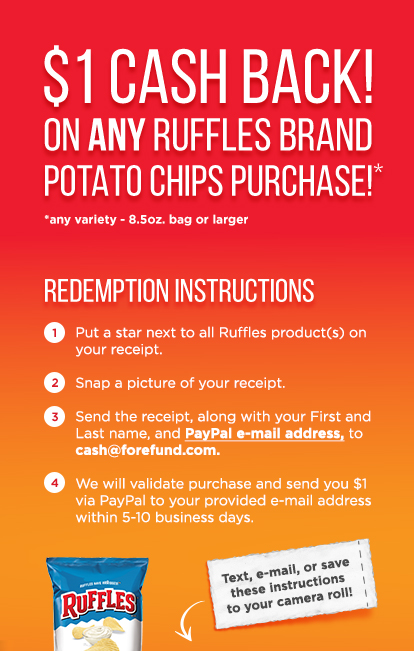 $1 CASH BACK!
ON ANY RUFFLES BRAND
POTATO CHIPS PURCHASE!*
*any variety - 8.5oz. bag or larger
REDEMPTION INSTRUCTIONS
1 Put a star next to all Ruffles product(s) on
your receipt.
2 Snap a picture of your receipt.
3 Send the receipt, along with your First and
Last name, and PayPal e-mail address, to
cash@forefund.com.
4 We will validate purchase and send you $1
via PayPal to your provided e-mail address
within 5-10 business days.
RUFFLES
Text, e-mail, or save
these instructions
to your camera roll!